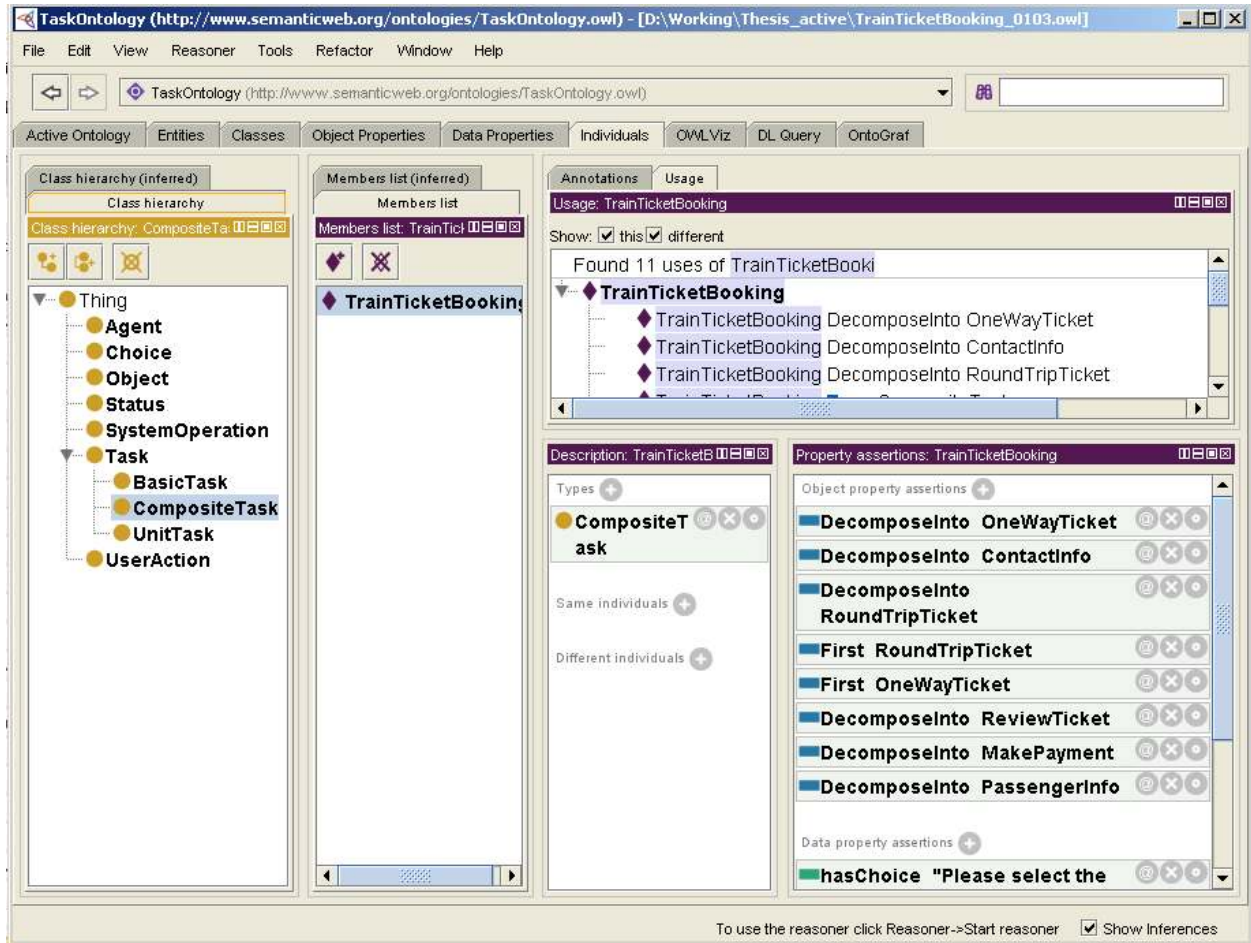 TaskOntology (http://www.semanticweb.org/ontologies/TaskOntology.owl) - [D:\Working\Thesis_active\TrainTicketBooking_0103.owl]
File Edit View Reasoner Tools Refactor Window Help
TaskOntology (http://www.semanticweb.org/ontologies/TaskOntology.owl)
Active Ontology Entities Classes Object Properties Data Properties Individuals OWLViz DL Query OntoGraf
Class hierarchy (inferred)
Class hierarchy
Class hierarchy: CompositeTa
Thing
Agent
Choice
Object
Status
SystemOperation
Task
BasicTask
CompositeTask
UnitTask
UserAction
Members list (inferred)
Members list
Members list: TrainTick
TrainTicketBooking
Annotations Usage
Usage: TrainTicketBooking
Show: this different
Found 11 uses of TrainTicketBooki
TrainTicketBooking
TrainTicketBooking DecomposeInto OneWayTicket
TrainTicketBooking DecomposeInto ContactInfo
TrainTicketBooking DecomposeInto RoundTripTicket
Description: TrainTicketB
Types
CompositeT
ask
Same individuals
Different individuals
Property assertions: TrainTicketBooking
Object property assertions
DecomposeInto OneWayTicket
DecomposeInto ContactInfo
DecomposeInto
RoundTripTicket
First RoundTripTicket
First OneWayTicket
DecomposeInto ReviewTicket
DecomposeInto MakePayment
DecomposeInto PassengerInfo
Data property assertions
hasChoice "Please select the
To use the reasoner click Reasoner->Start reasoner Show Inferences